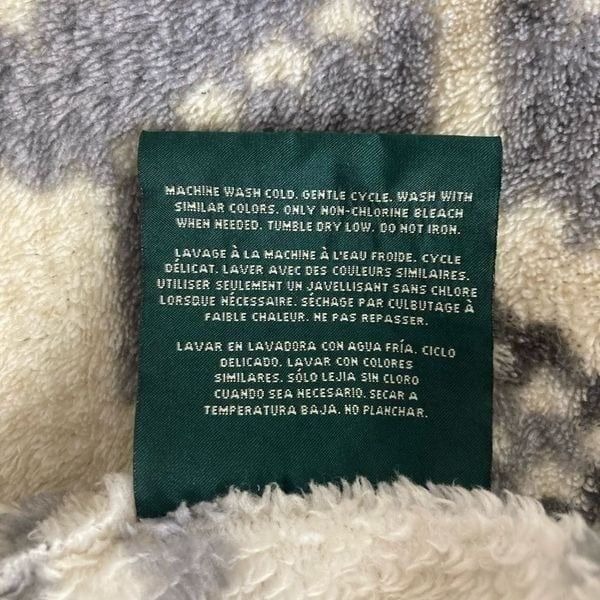 MACHINE WASH COLD. GENTLE CYCLE. WASH WITH
SIMILAR COLORS. ONLY NON-CHLORINE BLEACH
WHEN NEEDED. TUMBLE DRY LOW. DO NOT IRON.
LAVAGE À LA MACHINE À L'EAU FROIDE. CYCLE
DÉLICAT. LAVER AVEC DES COULEURS SIMILAIRES.
UTILISER SEULEMENT UN JAVELLISANT SANS CHLORE
LORSQUE NÉCESSAIRE. SÉCHAGE PAR CULBUTAGE À
FAIBLE CHALEUR. NE PAS REPASSER.
LAVAR EN LAVADORA CON AGUA FRÍA. CICLO
DELICADO. LAVAR CON COLORES
SIMILARES. SÓLO LEJIA SIN CLORO
CUANDO SEA NECESARIO. SECAR A
TEMPERATURA BAJA. NO PLANCHAR.